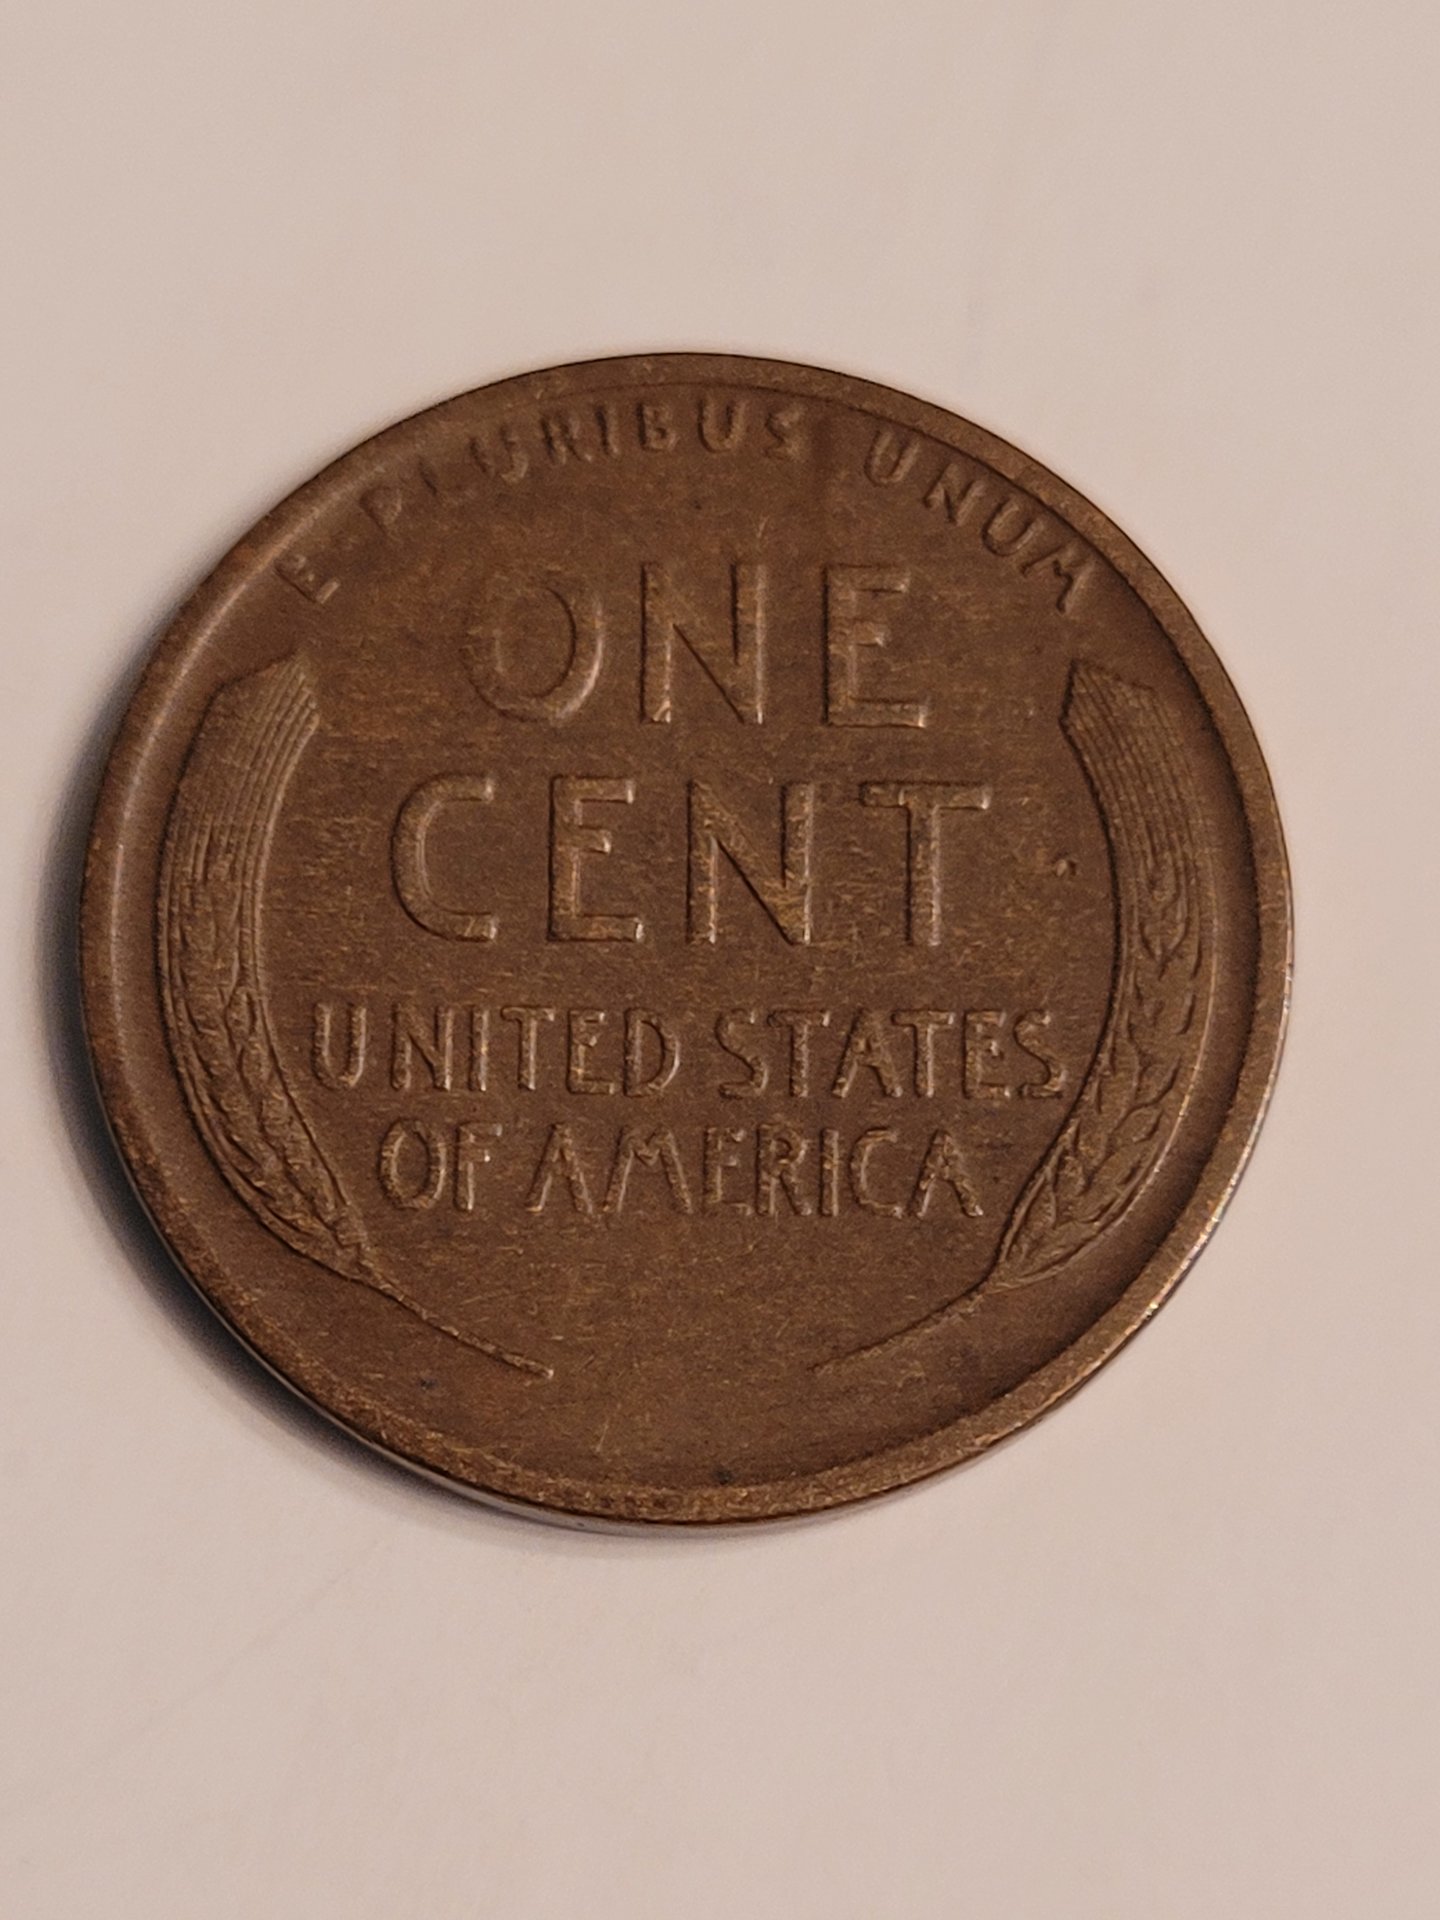 E PLURIBUS UNUM
ONE
CENT
UNITED STATES
OF AMERICA